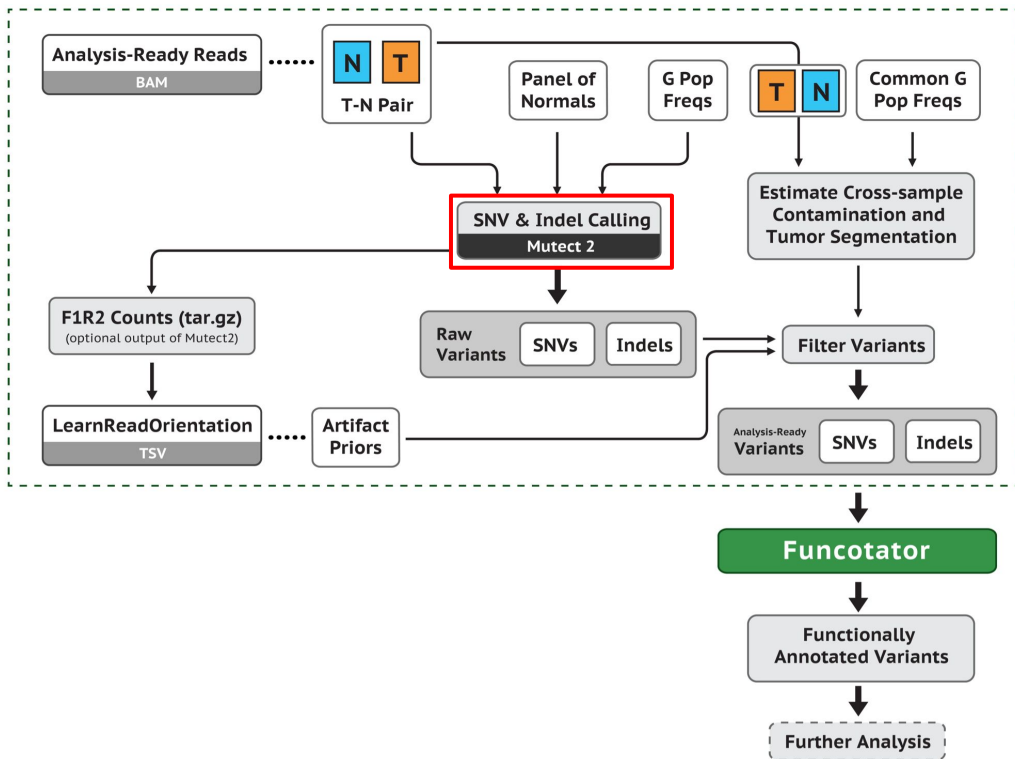 Analysis-Ready Reads
BAM
N T
T-N Pair
Panel of
Normals
G Pop
Freqs
T N
Common G
Pop Freqs
SNV & Indel Calling
Mutect 2
Estimate Cross-sample
Contamination and
Tumor Segmentation
F1R2 Counts (tar.gz)
(optional output of Mutect2)
Raw
Variants
SNVs
Indels
Filter Variants
LearnReadOrientation
TSV
Artifact
Priors
Analysis-Ready
Variants
SNVs
Indels
Funcotator
Functionally
Annotated Variants
Further Analysis